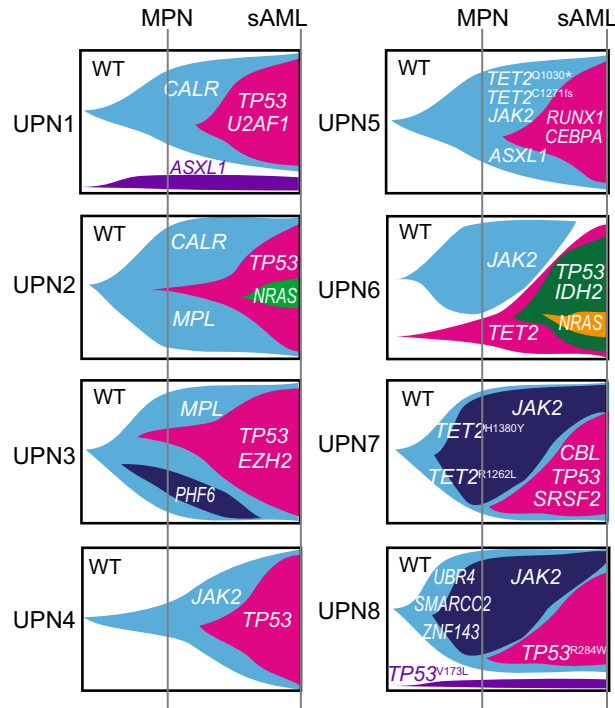 MPN sAML MPN sAML
UPN1
WT
CALR
TP53
U2AF1
ASXL1
UPN2
WT
CALR
TP53
NRAS
MPL
UPN3
WT
MPL
TP53
EZH2
PHF6
UPN4
WT
JAK2
TP53
UPN5
WT
TET2Q1030*
TET2C1271fs
JAK2
RUNX1
CEBPA
ASXL1
UPN6
WT
JAK2
TP53
IDH2
NRAS
TET2
UPN7
WT
JAK2
TET2H1380Y
CBL
TET2R1262L
TP53
SRSF2
UPN8
WT
UBR4
JAK2
SMARCC2
ZNF143
TP53R284W
TP53V173L